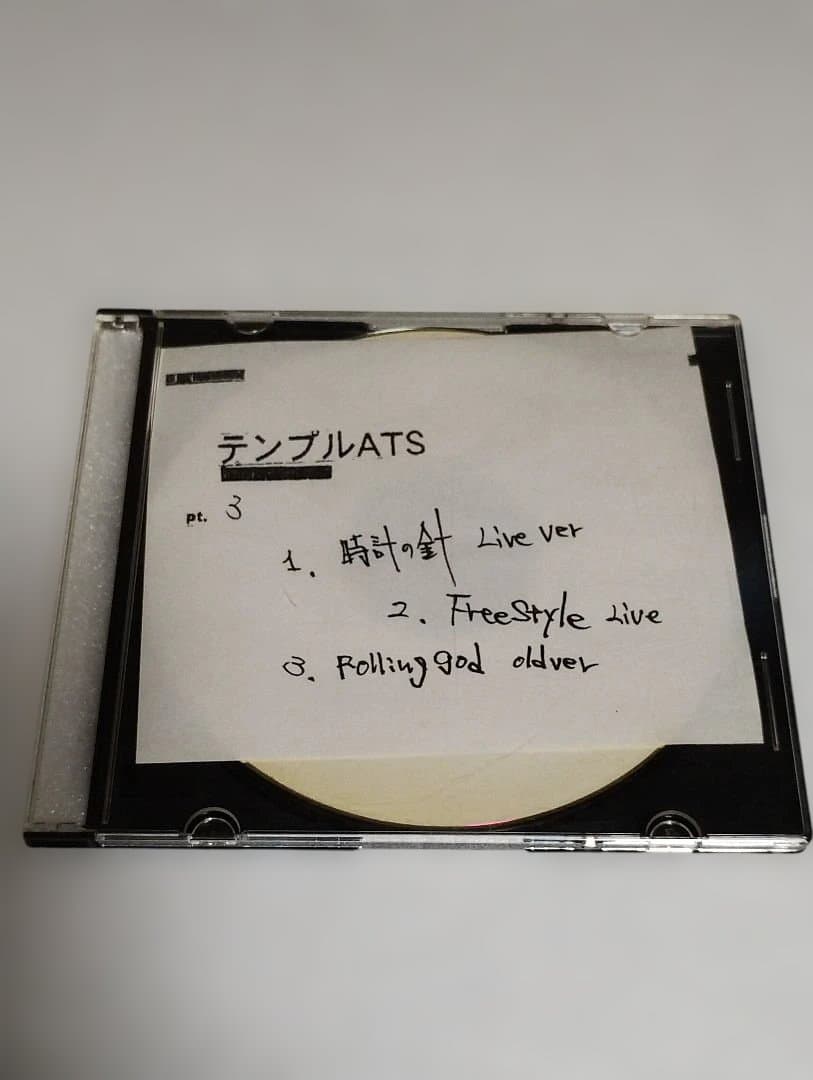 テンプルATS
pt. 3
1. 時計の針 Live ver
2. FreeStyle Live
3. Rolling god old ver